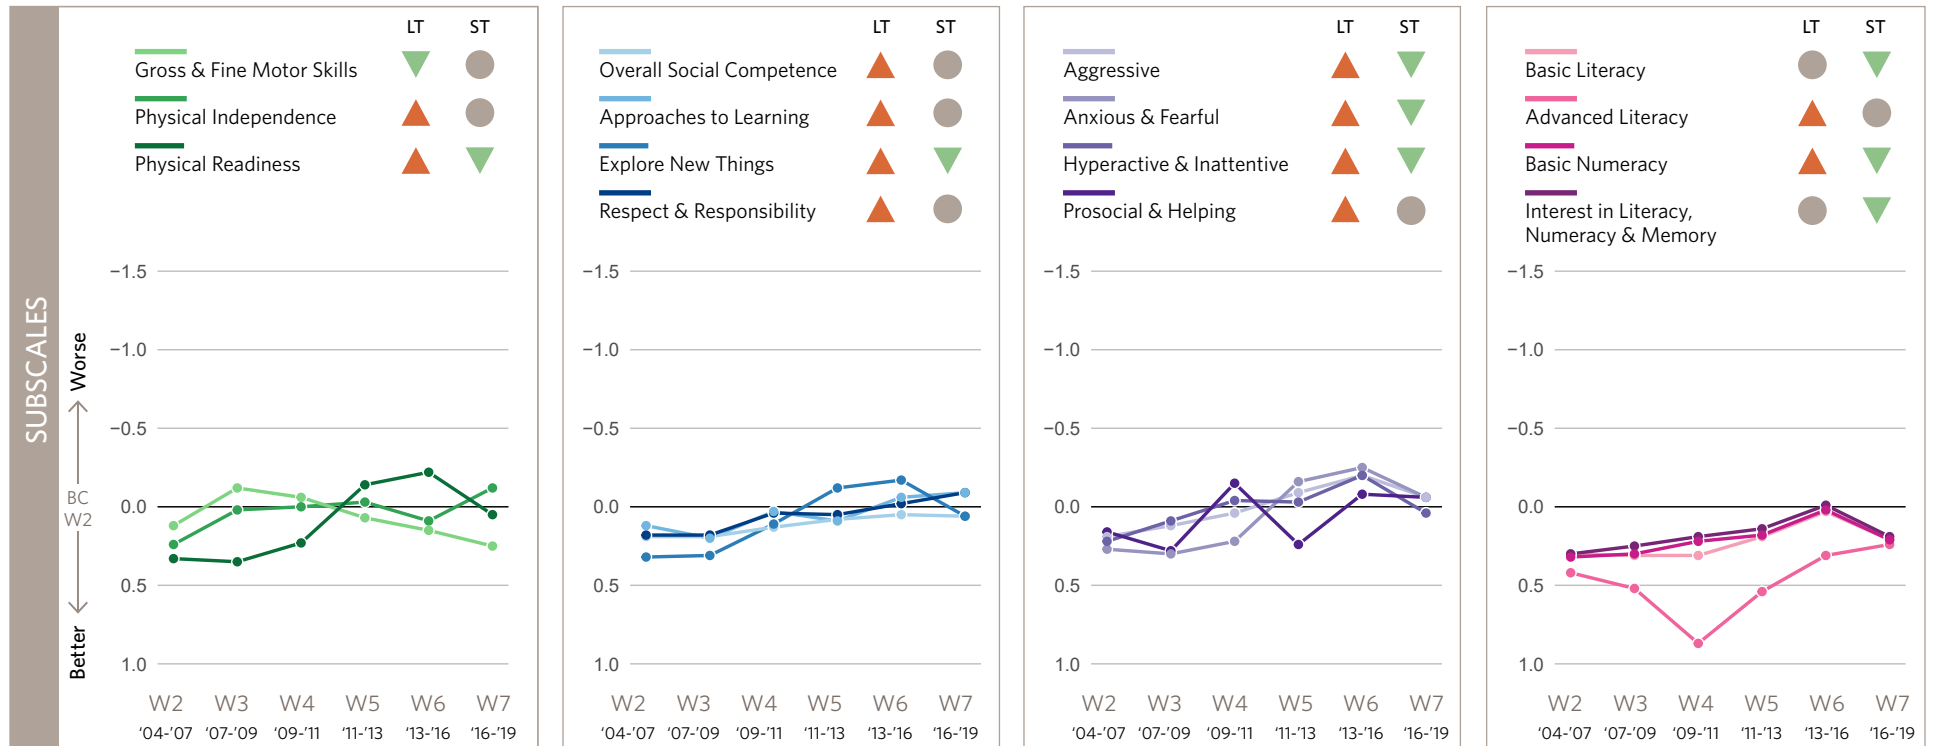 SUBSCALES
Worse
BC
W2
Better
LT ST
Gross & Fine Motor Skills
Physical Independence
Physical Readiness
−1.5
−1.0
−0.5
0.0
0.5
1.0
W2 W3 W4 W5 W6 W7
‘04-’07 ‘07-’09 ‘09-’11 ‘11-’13 ‘13-’16 ‘16-’19
LT ST
Overall Social Competence
Approaches to Learning
Explore New Things
Respect & Responsibility
−1.5
−1.0
−0.5
0.0
0.5
1.0
W2 W3 W4 W5 W6 W7
‘04-’07 ‘07-’09 ‘09-’11 ‘11-’13 ‘13-’16 ‘16-’19
LT ST
Aggressive
Anxious & Fearful
Hyperactive & Inattentive
Prosocial & Helping
−1.5
−1.0
−0.5
0.0
0.5
1.0
W2 W3 W4 W5 W6 W7
‘04-’07 ‘07-’09 ‘09-’11 ‘11-’13 ‘13-’16 ‘16-’19
LT ST
Basic Literacy
Advanced Literacy
Basic Numeracy
Interest in Literacy,
Numeracy & Memory
−1.5
−1.0
−0.5
0.0
0.5
1.0
W2 W3 W4 W5 W6 W7
‘04-’07 ‘07-’09 ‘09-’11 ‘11-’13 ‘13-’16 ‘16-’19